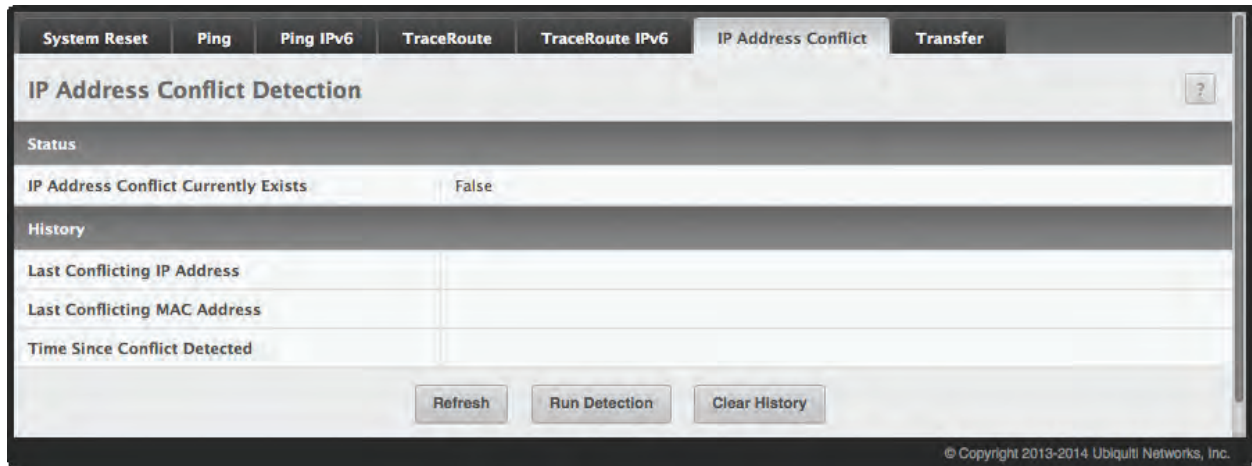 System Reset Ping Ping IPv6 TraceRoute TraceRoute IPv6 IP Address Conflict Transfer
IP Address Conflict Detection ?
Status
IP Address Conflict Currently Exists False
History
Last Conflicting IP Address
Last Conflicting MAC Address
Time Since Conflict Detected
Refresh Run Detection Clear History
© Copyright 2013-2014 Ubiquiti Networks, Inc.